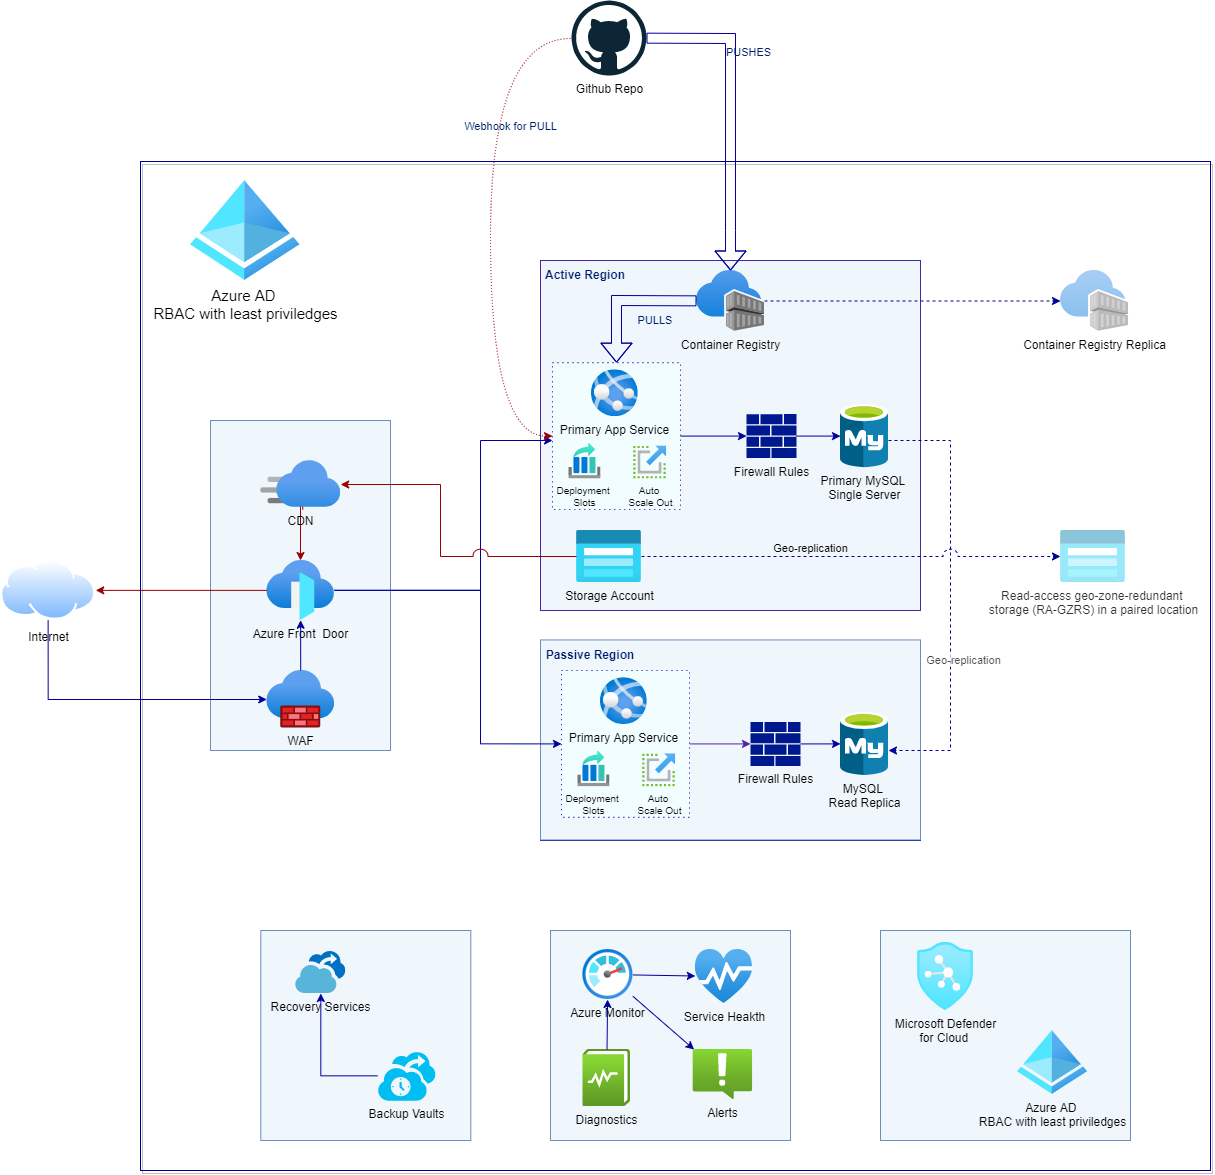 Github Repo
PUSHES
Webhook for PULL
Azure AD
RBAC with least priviledges
Active Region
PULLS
Container Registry
Container Registry Replica
Primary App Service
Deployment
Slots
Auto
Scale Out
Firewall Rules
Primary MySQL
Single Server
My
CDN
Geo-replication
Storage Account
Read-access geo-zone-redundant
storage (RA-GZRS) in a paired location
Internet
Azure Front  Door
WAF
Passive Region
Geo-replication
Primary App Service
Deployment
Slots
Auto
Scale Out
Firewall Rules
My
MySQL
Read Replica
Recovery Services
Backup Vaults
Azure Monitor
Service Heakth
Diagnostics
Alerts
Microsoft Defender
for Cloud
Azure AD
RBAC with least priviledges